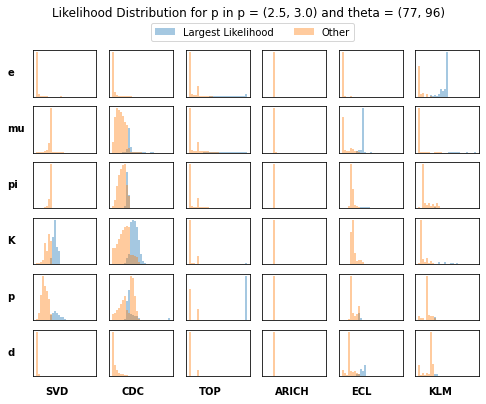 Likelihood Distribution for p in p = (2.5, 3.0) and theta = (77, 96)
Largest Likelihood Other
e
mu
pi
K
p
d
SVD CDC TOP ARICH ECL KLM